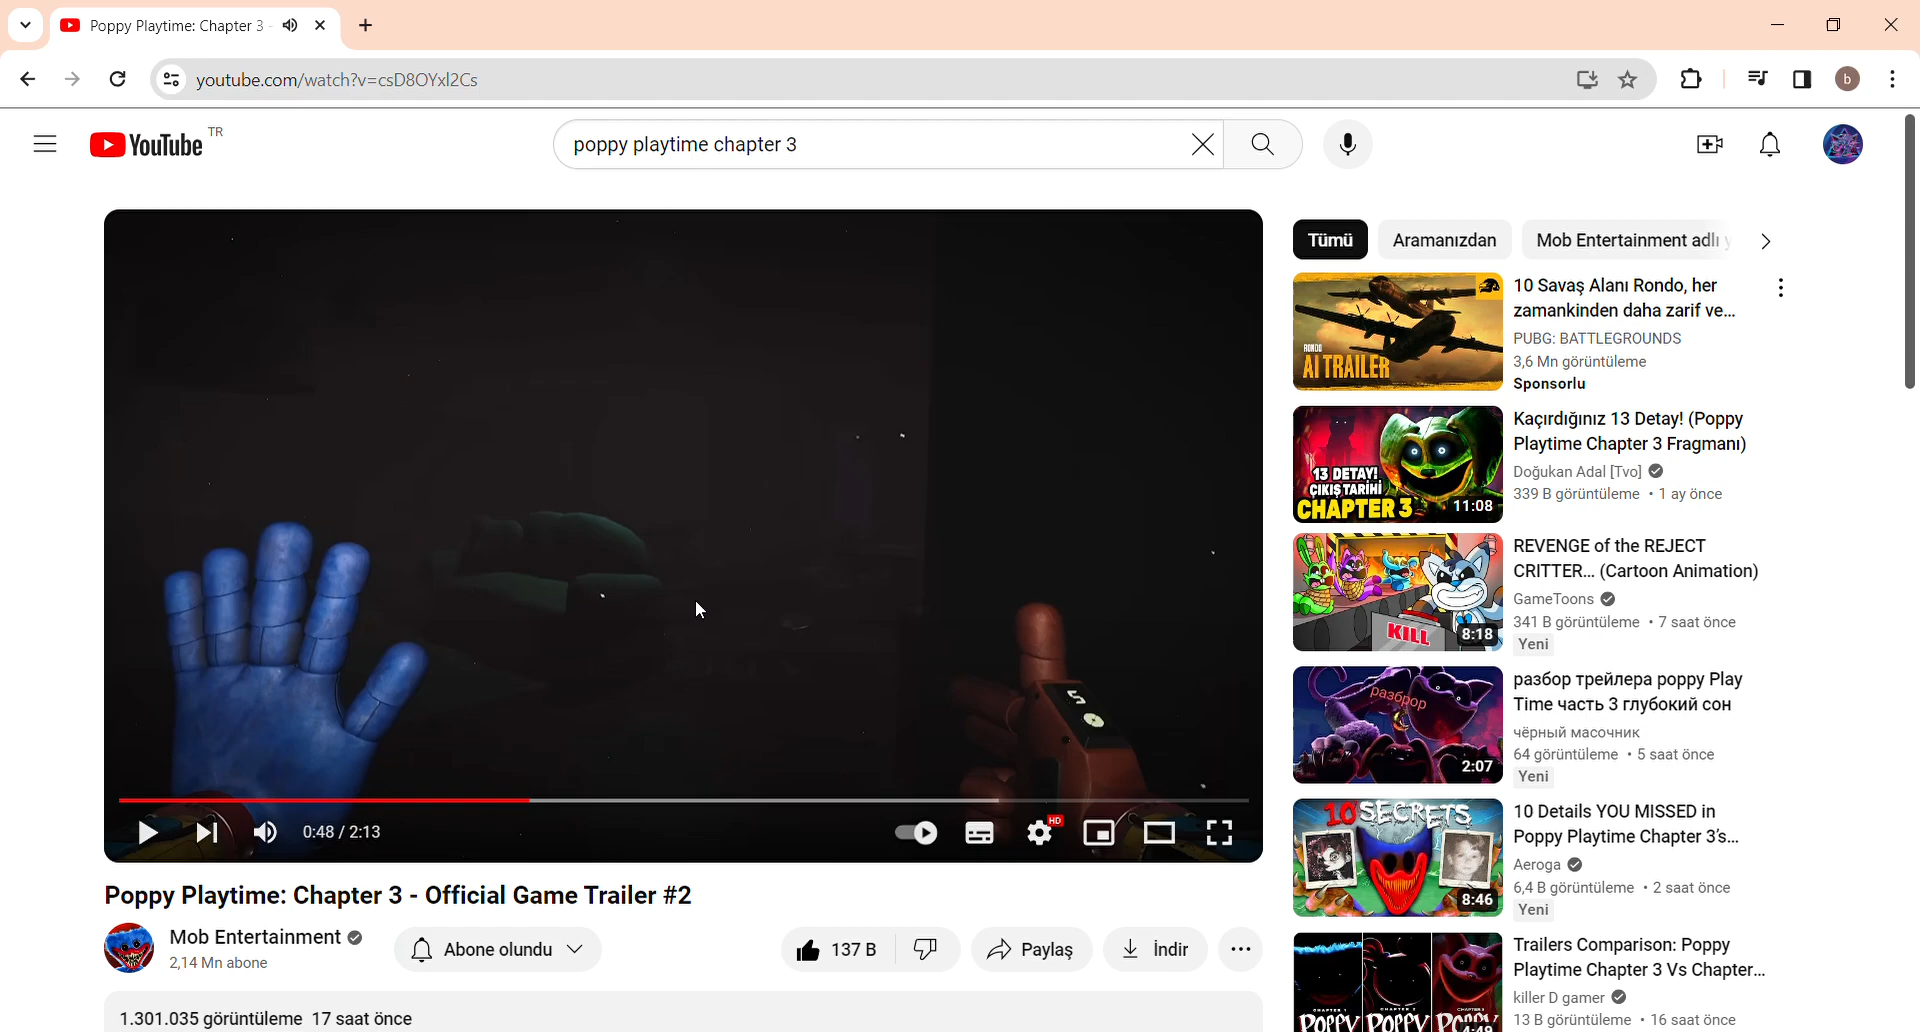 Poppy Playtime: Chapter 3 -
youtube.com/watch?v=csD8OYxl2Cs
b
YouTube TR
poppy playtime chapter 3
0:48 / 2:13
HD
Poppy Playtime: Chapter 3 - Official Game Trailer #2
Mob Entertainment
2,14 Mn abone
Abone olundu
137 B
Paylaş
İndir
1.301.035 görüntüleme 17 saat önce
Tümü
Aramanızdan
Mob Entertainment adlı y
RONDO
AI TRAILER
10 Savaş Alanı Rondo, her
zamankinden daha zarif ve...
PUBG: BATTLEGROUNDS
3,6 Mn görüntüleme
Sponsorlu
13 DETAY!
ÇIKIŞ TARİHİ
CHAPTER 3
11:08
Kaçırdığınız 13 Detay! (Poppy
Playtime Chapter 3 Fragmanı)
Doğukan Adal [Tvo]
339 B görüntüleme • 1 ay önce
KILL
8:18
REVENGE of the REJECT
CRITTER... (Cartoon Animation)
GameToons
341 B görüntüleme • 7 saat önce
Yeni
разброр
2:07
разбор трейлера poppy Play
Time часть 3 глубокий сон
чёрный масочник
64 görüntüleme • 5 saat önce
Yeni
10 SECRETS
8:46
10 Details YOU MISSED in
Poppy Playtime Chapter 3's...
Aeroga
6,4 B görüntüleme • 2 saat önce
Yeni
CHAPTER 1
POPPY
POPPY
4:49
Trailers Comparison: Poppy
Playtime Chapter 3 Vs Chapter...
killer D gamer
13 B görüntüleme • 16 saat önce